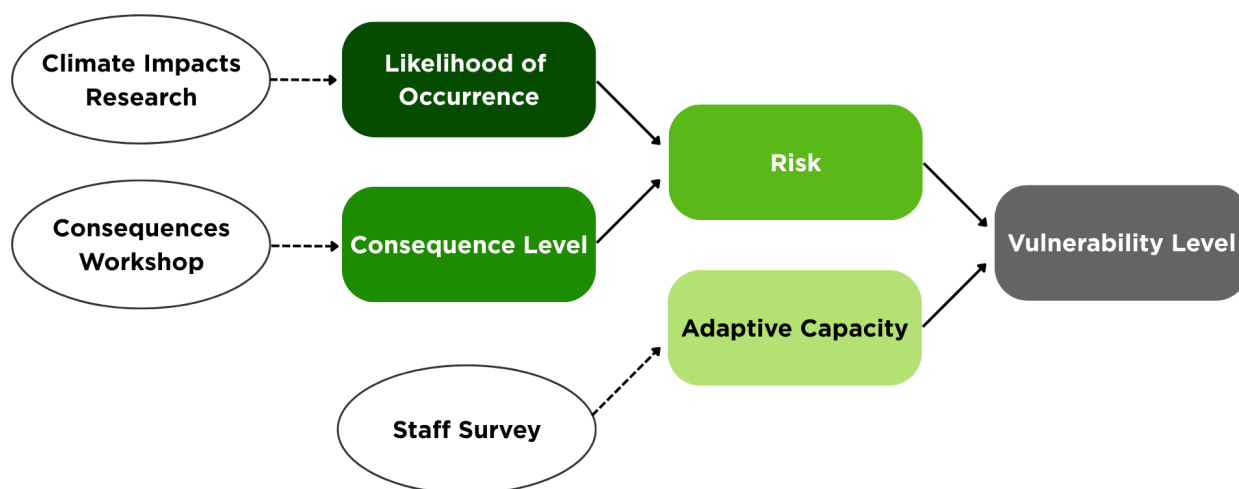 Climate Impacts
Research
Likelihood of
Occurrence
Risk
Consequences
Workshop
Consequence Level
Vulnerability Level
Adaptive Capacity
Staff Survey